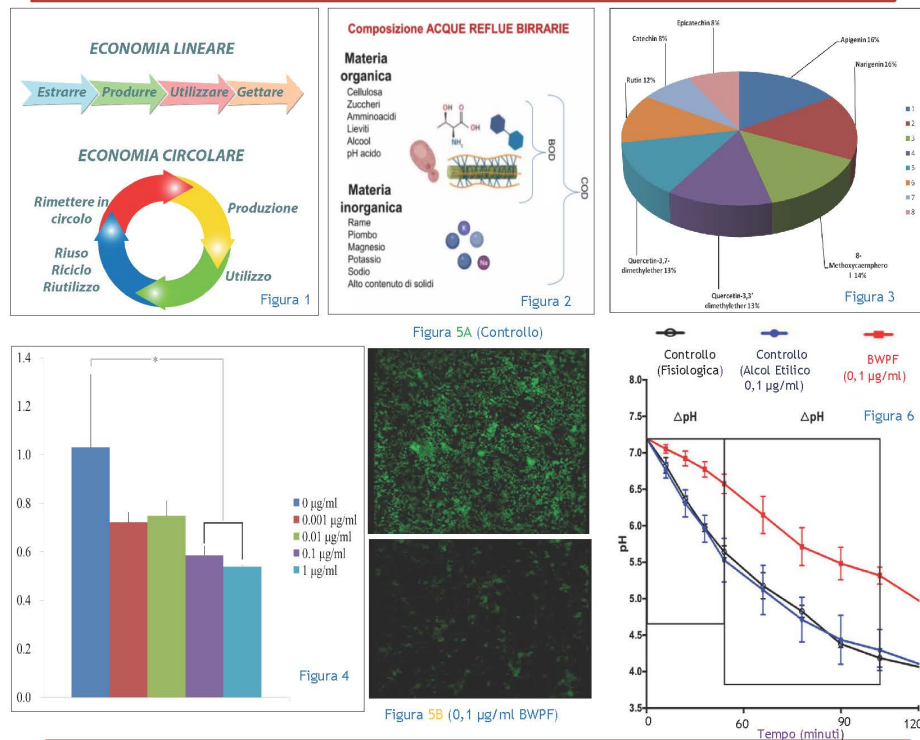 ECONOMIA LINEARE
Estrarre
Produrre
Utilizzare
Gettare
ECONOMIA CIRCOLARE
Rimettere in
circolo
Produzione
Riuso
Riciclo
Riutilizzo
Utilizzo
Figura 1
Composizione ACQUE REFLUE BIRRARIE
Materia
organica
Cellulosa
Zuccheri
Amminoacidi
Lieviti
Alcool
pH acido
OH
O
OH
NH₂
BOD
COD
Materia
inorganica
Rame
Piombo
Magnesio
Potassio
Sodio
Alto contenuto di solidi
K
Na
Figura 2
Epicatechin 8%
Catechin 8%
Apigenin 16%
Rutin 12%
Narigenin 16%
1
2
3
4
5
6
7
8
Quercetin-3,7-
dimethylether 13%
Quercetin-3,3'
dimethylether 13%
8-
Methoxycaempherol
l 14%
Figura 3
1.4
1.2
1.0
0.8
0.6
0.4
0.2
0.0
*
0 µg/ml
0.001 µg/ml
0.01 µg/ml
0.1 µg/ml
1 µg/ml
Figura 4
Figura 5A (Controllo)
Figura 5B (0,1 µg/ml BWPF)
Controllo
(Fisiologica)
Controllo
(Alcol Etilico
0,1 µg/ml)
BWPF
(0,1 µg/ml)
Figura 6
△pH
△pH
8.0
7.5
7.0
6.5
6.0
5.5
5.0
4.5
4.0
3.5
pH
0
60
90
120
Tempo (minuti)